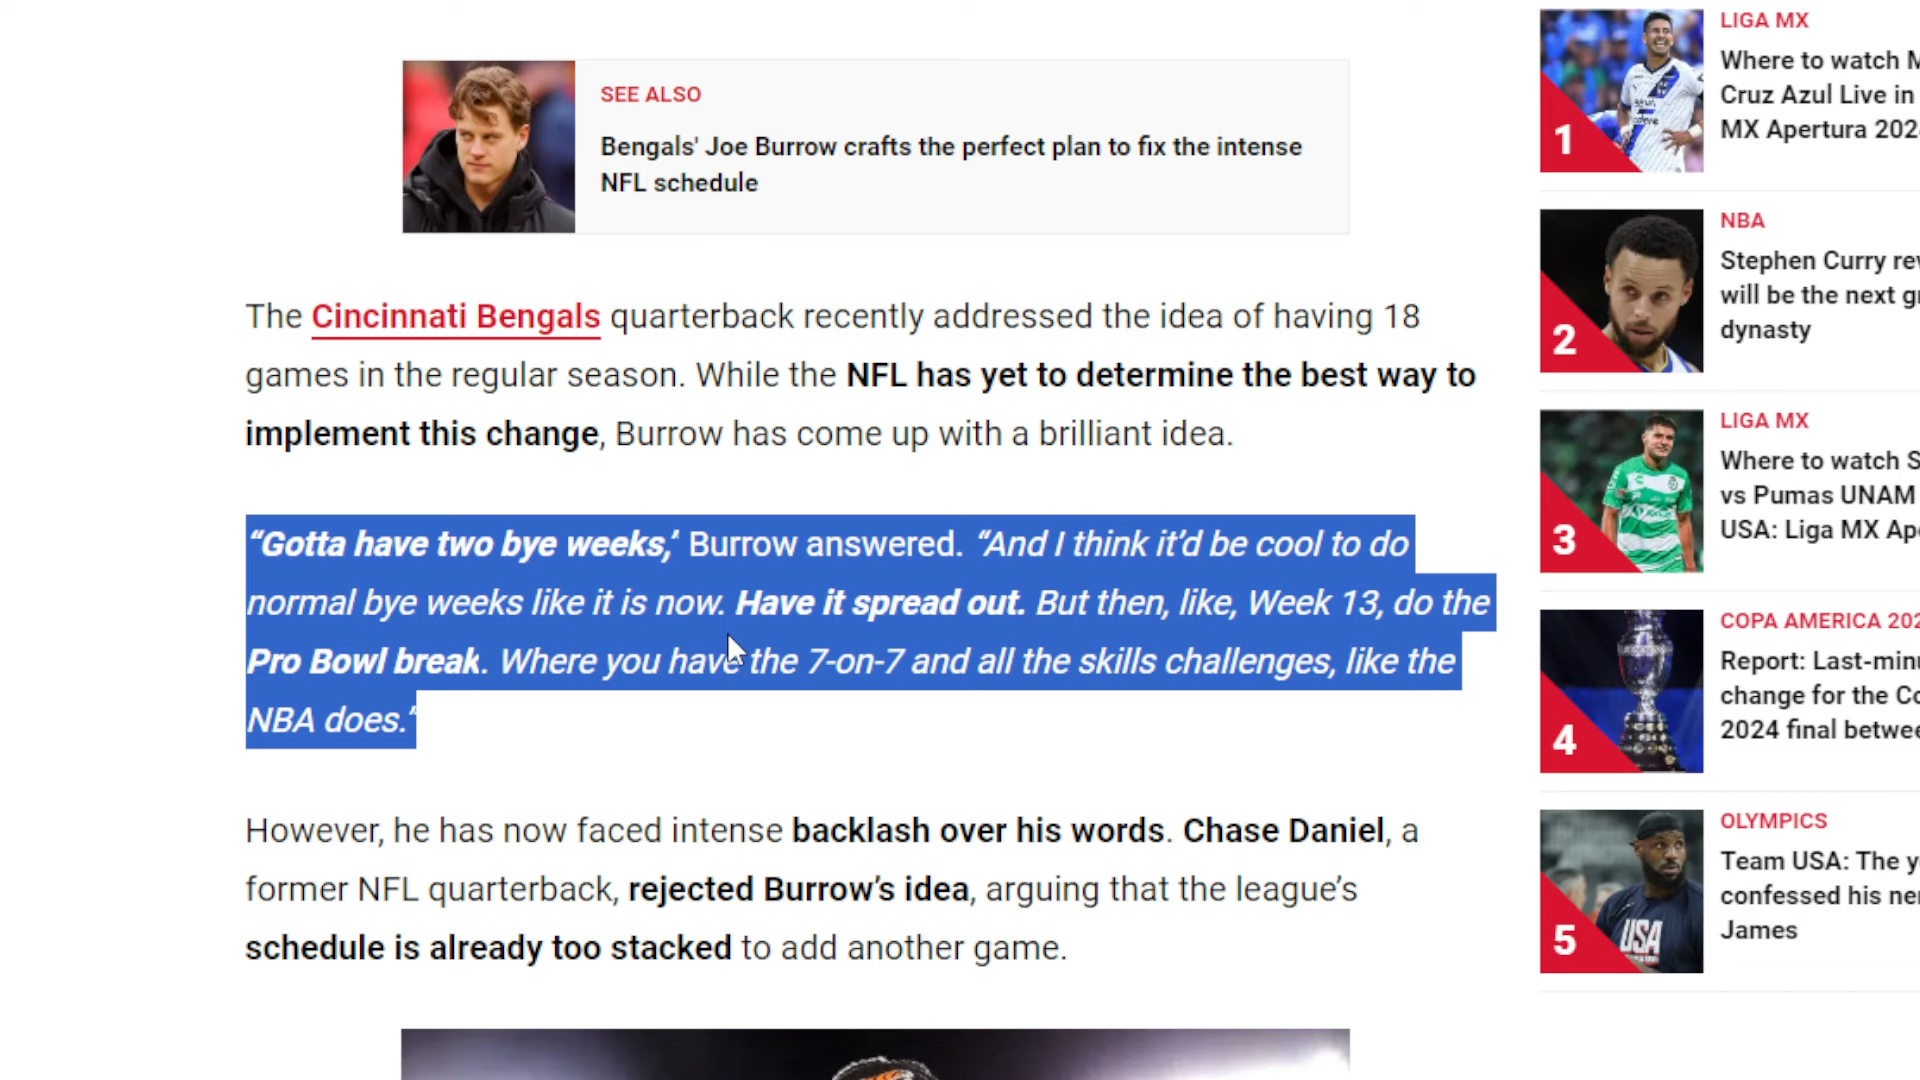 SEE ALSO
Bengals' Joe Burrow crafts the perfect plan to fix the intense
NFL schedule
The Cincinnati Bengals quarterback recently addressed the idea of having 18
games in the regular season. While the NFL has yet to determine the best way to
implement this change, Burrow has come up with a brilliant idea.
“Gotta have two bye weeks,’ Burrow answered. “And I think it’d be cool to do
normal bye weeks like it is now. Have it spread out. But then, like, Week 13, do the
Pro Bowl break. Where you have the 7-on-7 and all the skills challenges, like the
NBA does.”
However, he has now faced intense backlash over his words. Chase Daniel, a
former NFL quarterback, rejected Burrow’s idea, arguing that the league’s
schedule is already too stacked to add another game.
1
LIGA MX
Where to watch
Cruz Azul Live in
MX Apertura
2
NBA
Stephen Curry
will be the next
dynasty
3
LIGA MX
Where to watch
vs Pumas UNAM
USA: Liga MX
4
COPA AMERICA
Report:
change for the
2024 final
5
OLYMPICS
Team USA: The
confessed his
James
USA